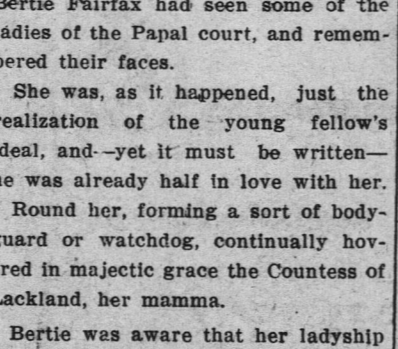 Bertie Fairfax had seen some of the
adies of the Papal court, and remem-
bered their faces.
She was, as it happened, just the
realization of the young fellow's
deal, and-—yet it must be written—
he was already half in love with her.
Round her, forming a sort of body-
guard or watchdog, continually hov-
red in majectic grace the Countess of
Lackland, her mamma.
Bertie was aware that her ladyship